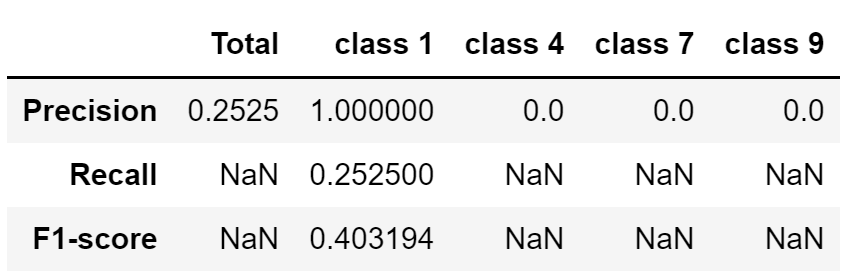 Total class 1 class 4 class 7 class 9
Precision 0.2525 1.000000 0.0 0.0 0.0
Recall NaN 0.252500 NaN NaN NaN
F1-score NaN 0.403194 NaN NaN NaN